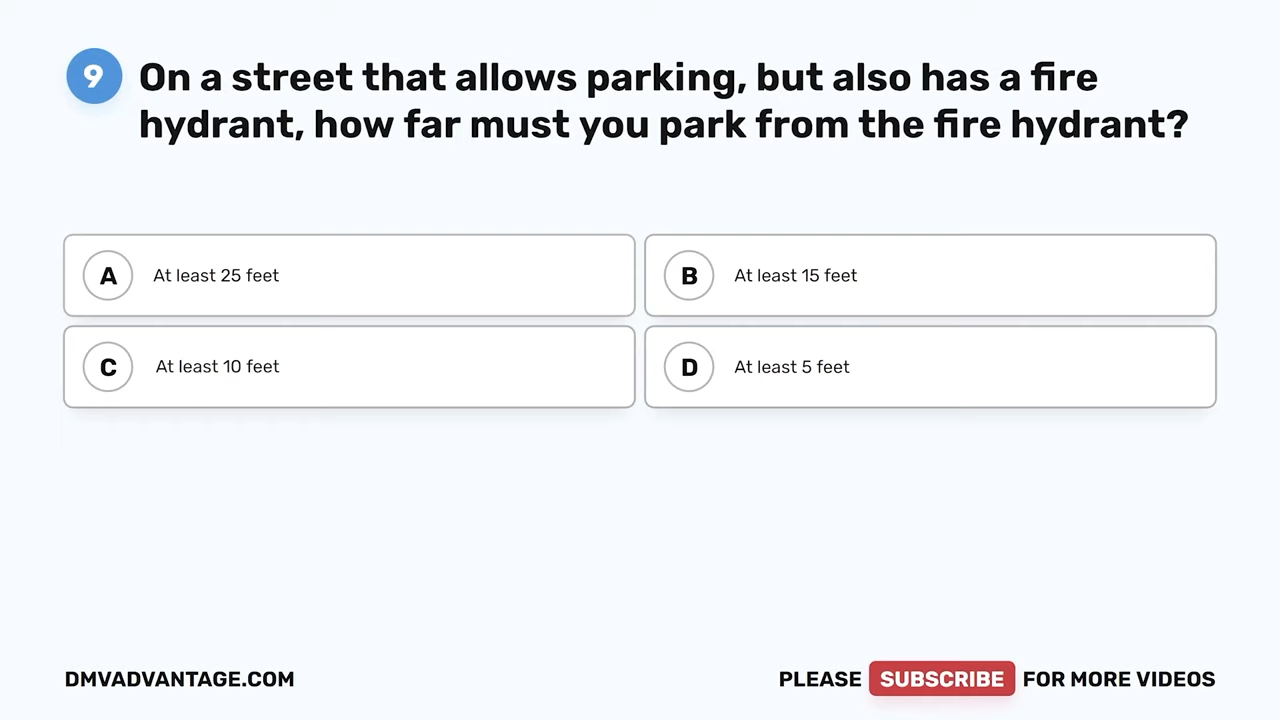 9 On a street that allows parking, but also has a fire
hydrant, how far must you park from the fire hydrant?
A At least 25 feet
B At least 15 feet
C At least 10 feet
D At least 5 feet
DMVADVANTAGE.COM
PLEASE SUBSCRIBE FOR MORE VIDEOS